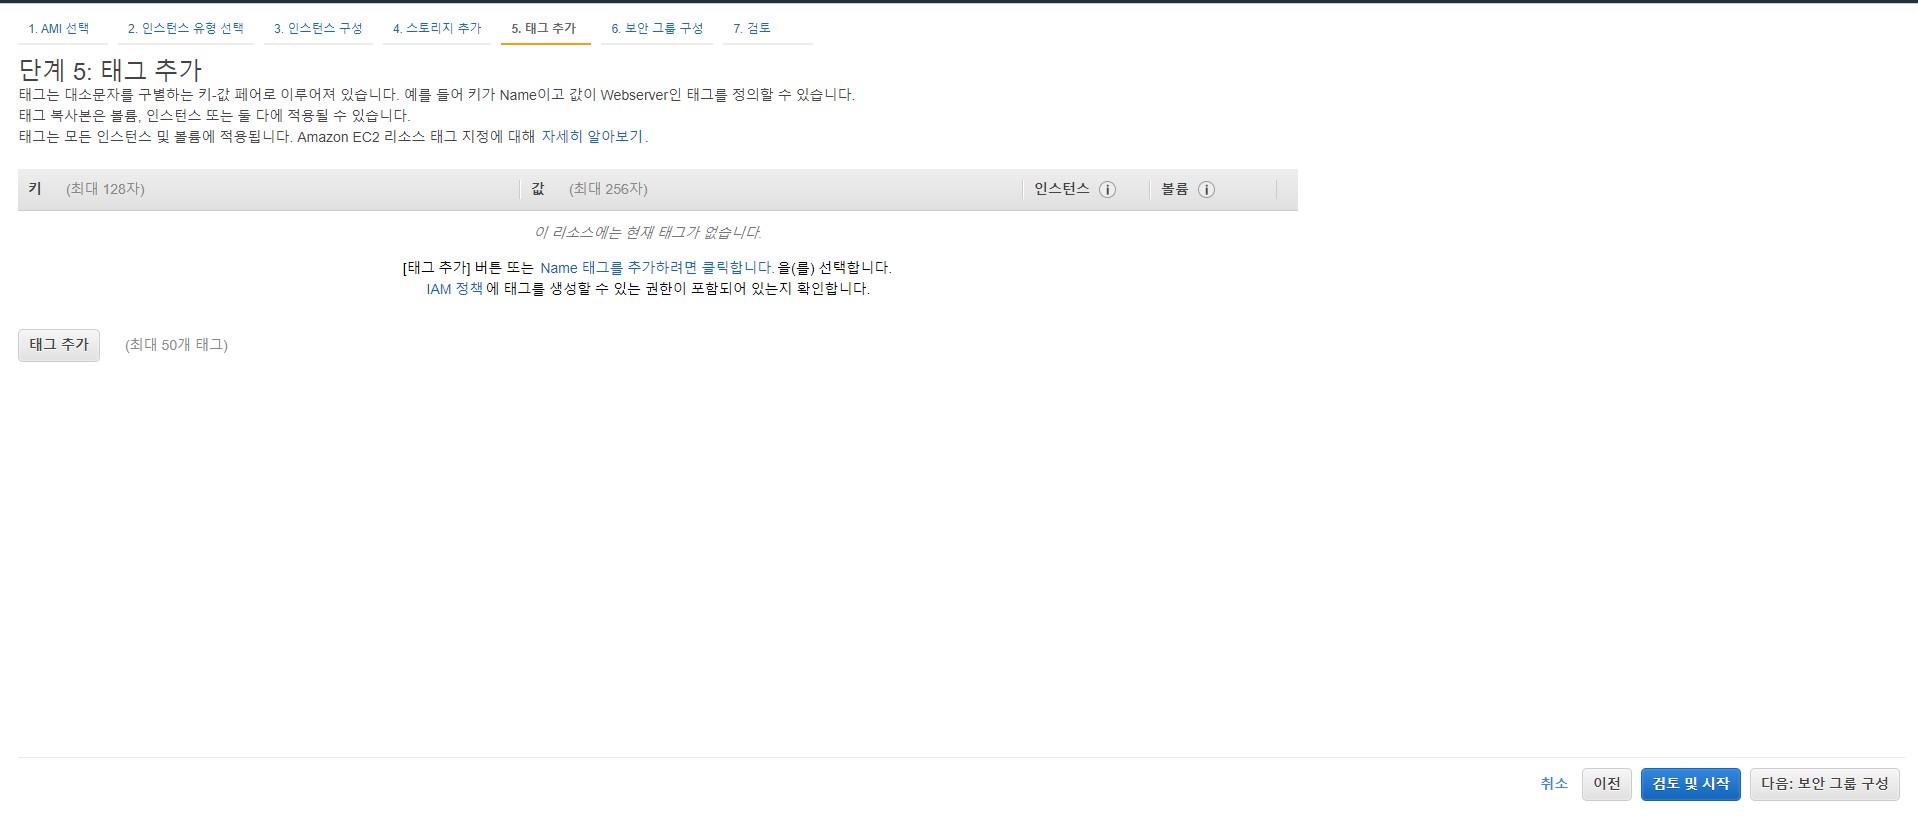 1. AMI 선택 2. 인스턴스 유형 선택 3. 인스턴스 구성 4. 스토리지 추가 5. 태그 추가 6. 보안 그룹 구성 7. 검토
단계 5: 태그 추가
태그는 대소문자를 구별하는 키-값 페어로 이루어져 있습니다. 예를 들어 키가 Name이고 값이 Webserver인 태그를 정의할 수 있습니다.
태그 복사본은 볼륨, 인스턴스 또는 둘 다에 적용될 수 있습니다.
태그는 모든 인스턴스 및 볼륨에 적용됩니다. Amazon EC2 리소스 태그 지정에 대해 자세히 알아보기.
키 (최대 128자) 값 (최대 256자) 인스턴스 i 볼륨 i
이 리소스에는 현재 태그가 없습니다.
[태그 추가] 버튼 또는 Name 태그를 추가하려면 클릭합니다. 을(를) 선택합니다.
IAM 정책에 태그를 생성할 수 있는 권한이 포함되어 있는지 확인합니다.
태그 추가 (최대 50개 태그)
취소 이전 검토 및 시작 다음: 보안 그룹 구성